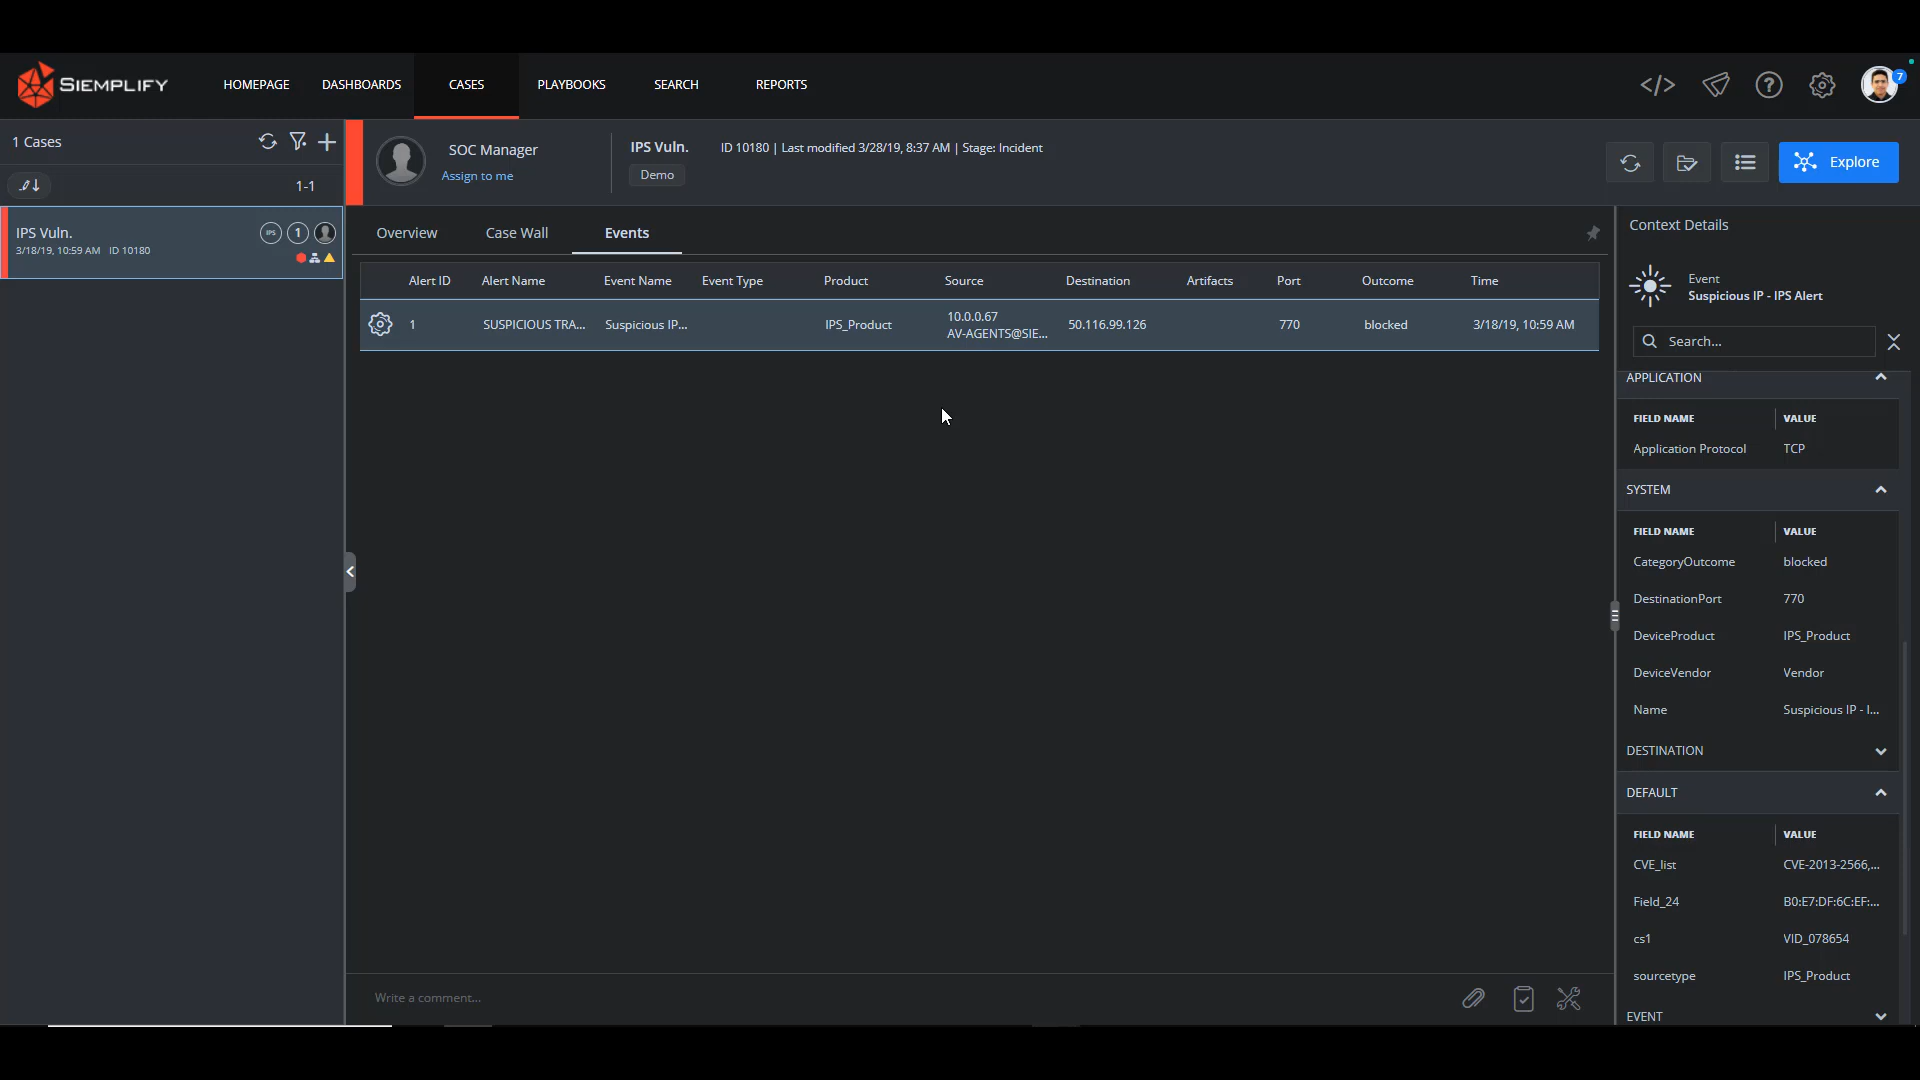 SIEMPLIFY
HOMEPAGE
DASHBOARDS
CASES
PLAYBOOKS
SEARCH
REPORTS
</>
?
7
1 Cases
1-1
IPS Vuln.
IPS
1
3/18/19, 10:59 AM ID 10180
SOC Manager
Assign to me
IPS Vuln.
ID 10180 | Last modified 3/28/19, 8:37 AM | Stage: Incident
Demo
Explore
Overview
Case Wall
Events
Alert ID Alert Name Event Name Event Type Product Source Destination Artifacts Port Outcome Time
1 SUSPICIOUS TRA... Suspicious IP... IPS_Product 10.0.0.67 50.116.99.126 770 blocked 3/18/19, 10:59 AM
AV-AGENTS@SIE...
Write a comment...
Context Details
Event
Suspicious IP - IPS Alert
Search...
APPLICATION
FIELD NAME VALUE
Application Protocol TCP
SYSTEM
FIELD NAME VALUE
CategoryOutcome blocked
DestinationPort 770
DeviceProduct IPS_Product
DeviceVendor Vendor
Name Suspicious IP - I...
DESTINATION
DEFAULT
FIELD NAME VALUE
CVE_list CVE-2013-2566,...
Field_24 B0:E7:DF:6C:EF:...
cs1 VID_078654
sourcetype IPS_Product
EVENT